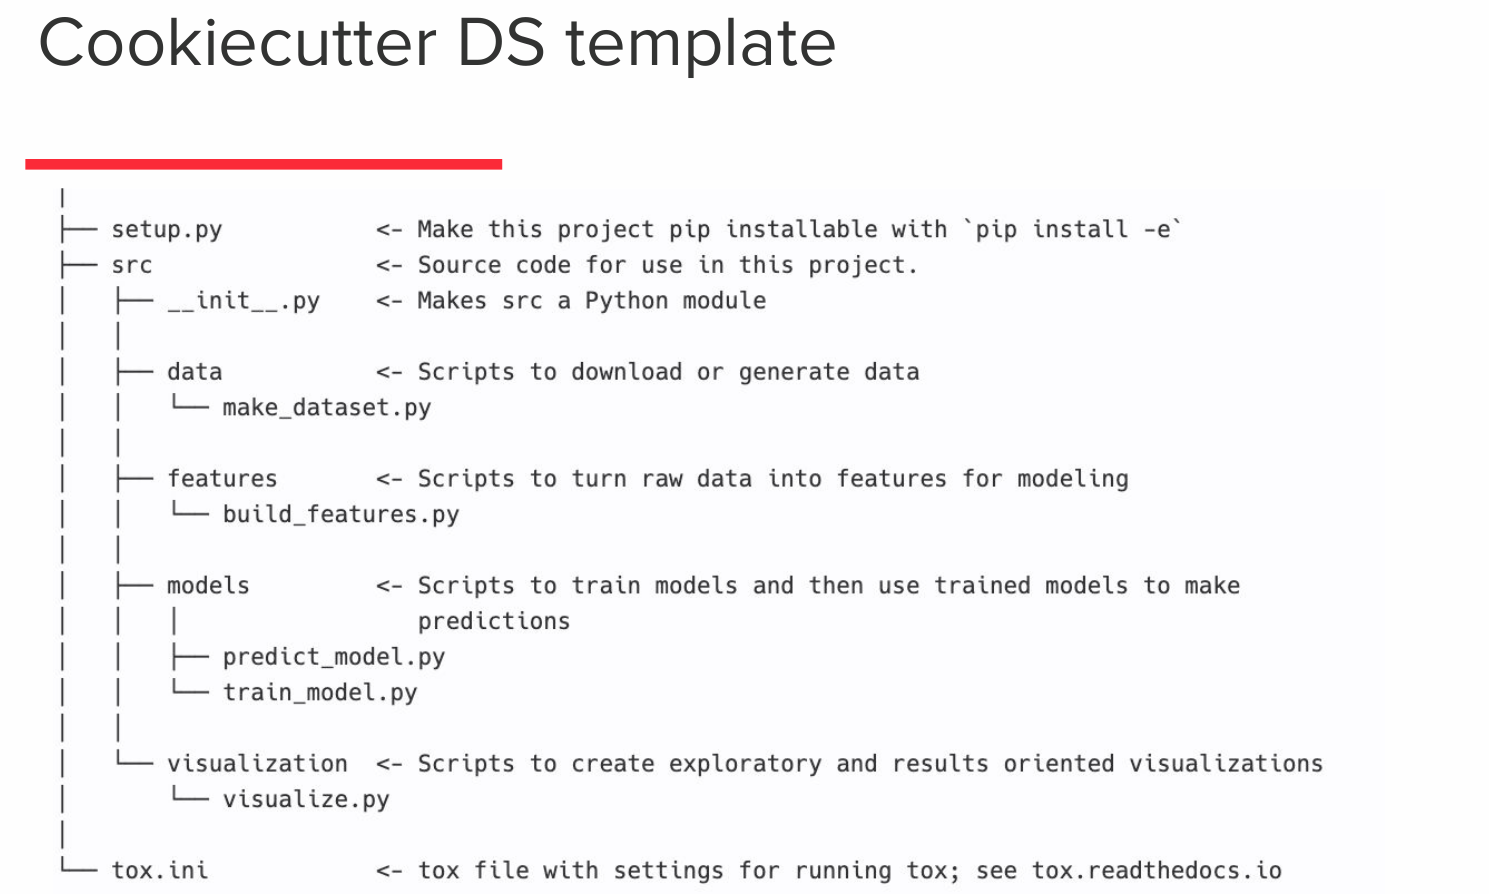 Cookiecutter DS template
│
├── setup.py           <- Make this project pip installable with `pip install -e`
├── src                <- Source code for use in this project.
│   ├── __init__.py    <- Makes src a Python module
│   │
│   ├── data           <- Scripts to download or generate data
│   │   └── make_dataset.py
│   │
│   ├── features       <- Scripts to turn raw data into features for modeling
│   │   └── build_features.py
│   │
│   ├── models         <- Scripts to train models and then use trained models to make
│   │   │                 predictions
│   │   ├── predict_model.py
│   │   └── train_model.py
│   │
│   └── visualization  <- Scripts to create exploratory and results oriented visualizations
│       └── visualize.py
│
└── tox.ini            <- tox file with settings for running tox; see tox.readthedocs.io